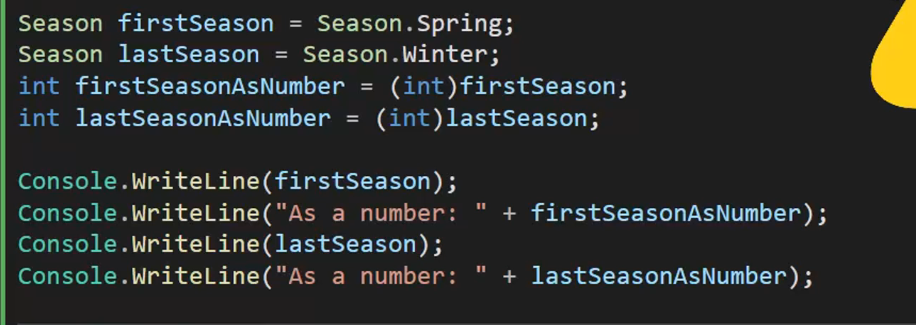 Season firstSeason = Season.Spring;
Season lastSeason = Season.Winter;
int firstSeasonAsNumber = (int)firstSeason;
int lastSeasonAsNumber = (int)lastSeason;
Console.WriteLine(firstSeason);
Console.WriteLine("As a number: " + firstSeasonAsNumber);
Console.WriteLine(lastSeason);
Console.WriteLine("As a number: " + lastSeasonAsNumber);